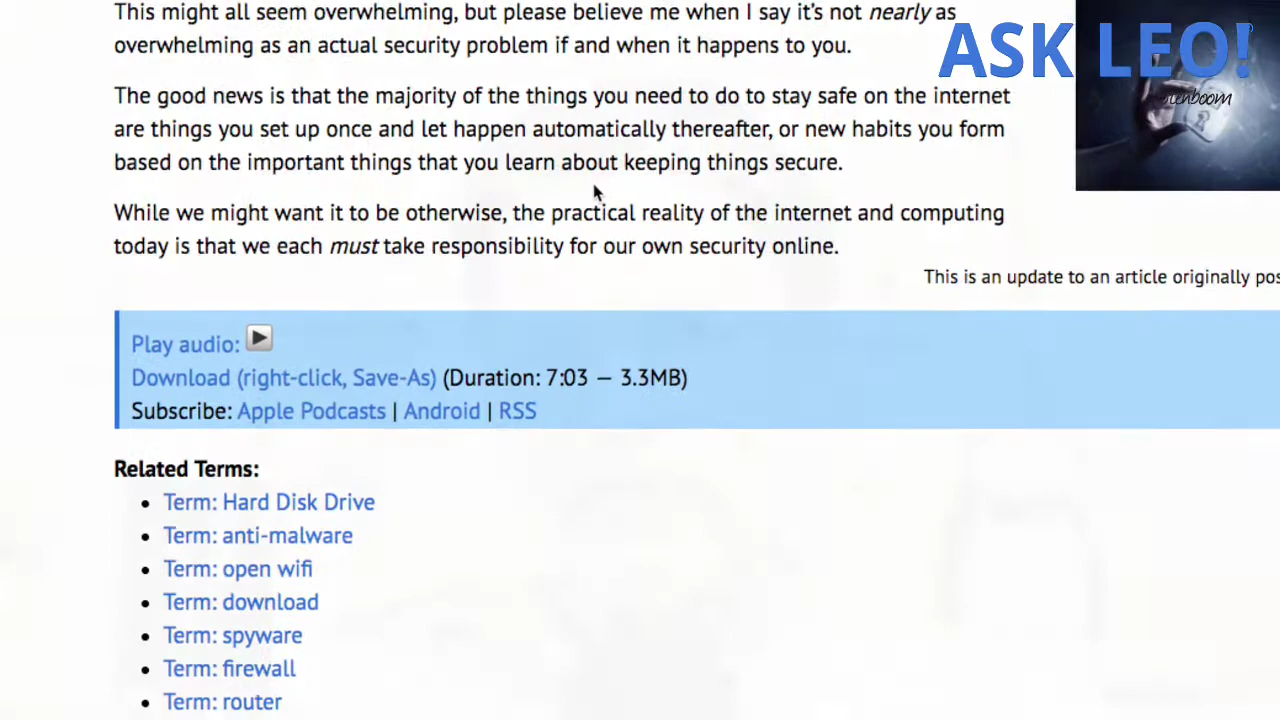 This might all seem overwhelming, but please believe me when I say it's not nearly as
overwhelming as an actual security problem if and when it happens to you.
ASK LEO!
The good news is that the majority of the things you need to do to stay safe on the internet
are things you set up once and let happen automatically thereafter, or new habits you form
based on the important things that you learn about keeping things secure.
While we might want it to be otherwise, the practical reality of the internet and computing
today is that we each must take responsibility for our own security online.
This is an update to an article originally pos
Play audio:
Download (right-click, Save-As) (Duration: 7:03 — 3.3MB)
Subscribe: Apple Podcasts | Android | RSS
Related Terms:
• Term: Hard Disk Drive
• Term: anti-malware
• Term: open wifi
• Term: download
• Term: spyware
• Term: firewall
• Term: router